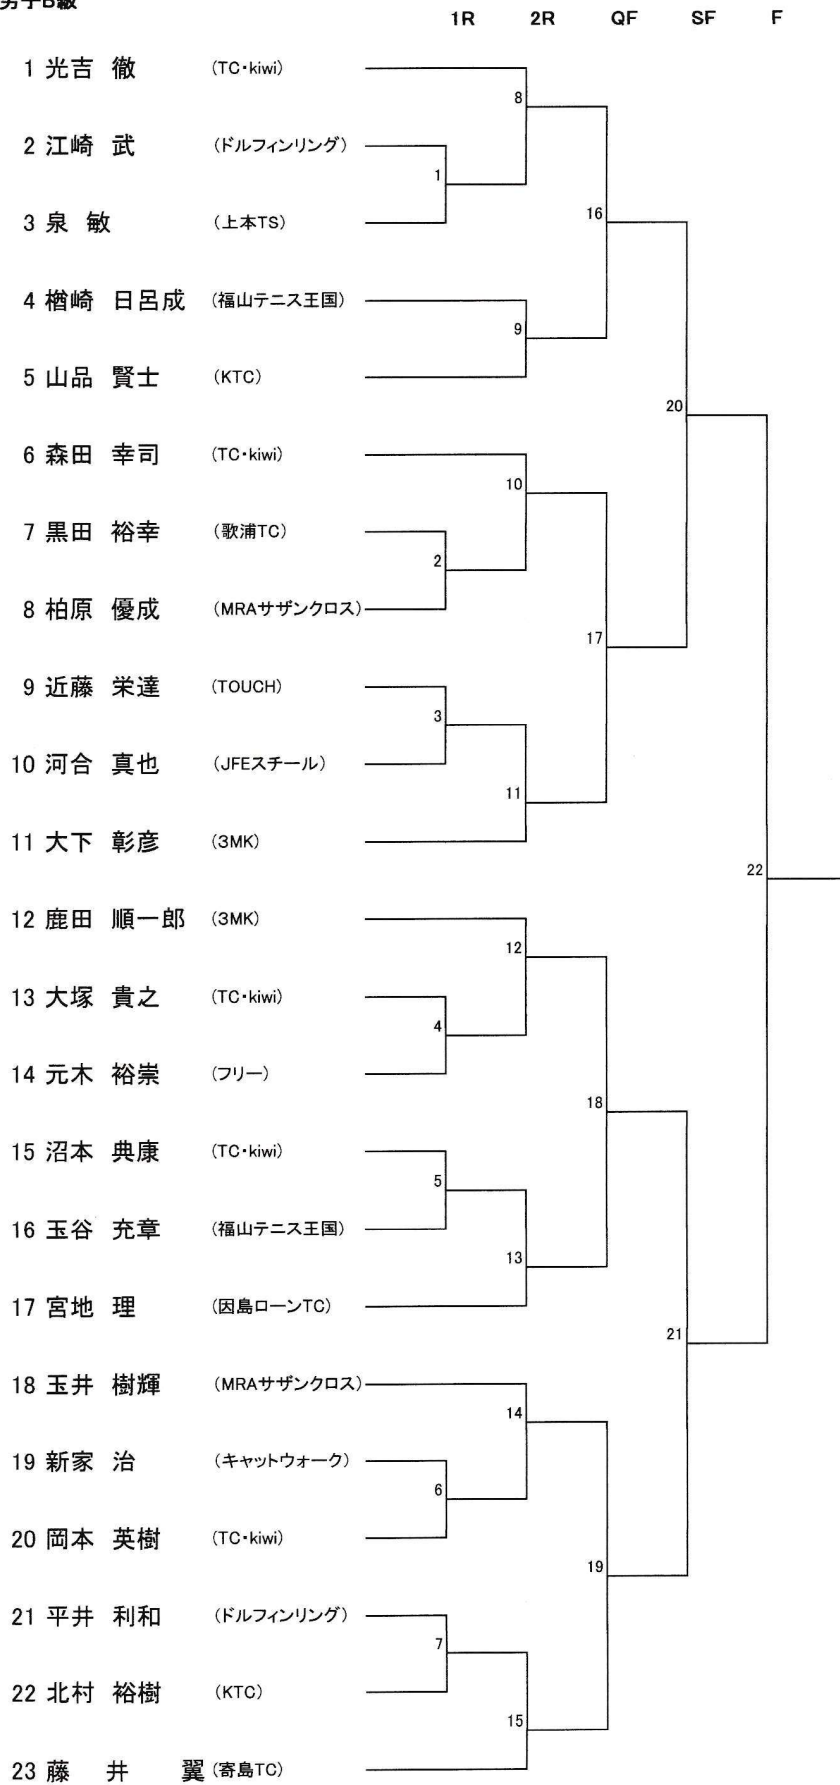 男子B級
1R 2R QF SF F
1 光吉 徹 (TC・kiwi)
8
2 江崎 武 (ドルフィンリング)
1
3 泉 敏 (上本TS)
16
4 楢崎 日呂成 (福山テニス王国)
9
5 山品 賢士 (KTC)
20
6 森田 幸司 (TC・kiwi)
10
7 黒田 裕幸 (歌浦TC)
2
8 柏原 優成 (MRAサザンクロス)
17
9 近藤 栄達 (TOUCH)
3
10 河合 真也 (JFEスチール)
11
11 大下 彰彦 (3MK)
22
12 鹿田 順一郎 (3MK)
12
13 大塚 貴之 (TC・kiwi)
4
14 元木 裕崇 (フリー)
18
15 沼本 典康 (TC・kiwi)
5
16 玉谷 充章 (福山テニス王国)
13
17 宮地 理 (因島ローンTC)
21
18 玉井 樹輝 (MRAサザンクロス)
14
19 新家 治 (キャットウォーク)
6
20 岡本 英樹 (TC・kiwi)
19
21 平井 利和 (ドルフィンリング)
7
22 北村 裕樹 (KTC)
15
23 藤 井 翼 (寄島TC)